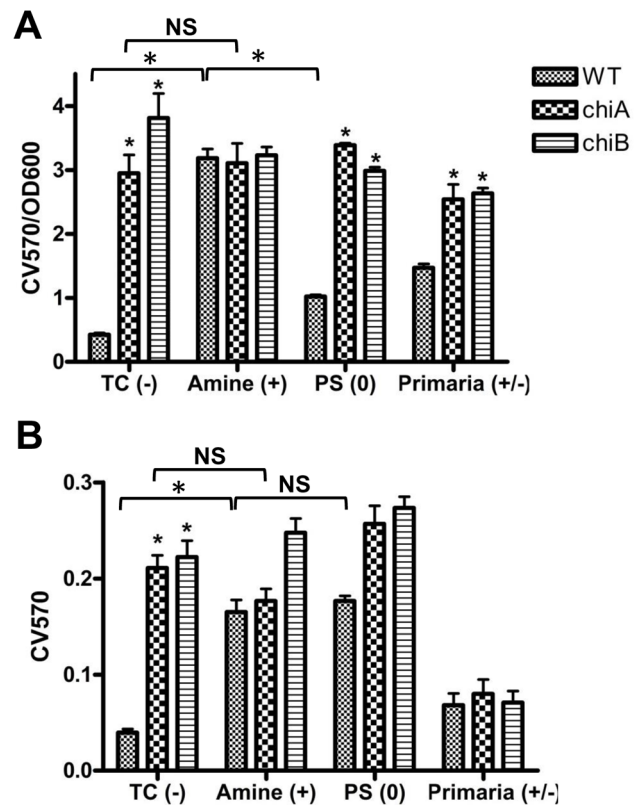 A
NS
* *
* * * * * *
WT
chiA
chiB
CV570/OD600
4
3
2
1
0
TC (-) Amine (+) PS (0) Primaria (+/-)
B
NS
* NS
* *
CV570
0.3
0.2
0.1
0.0
TC (-) Amine (+) PS (0) Primaria (+/-)